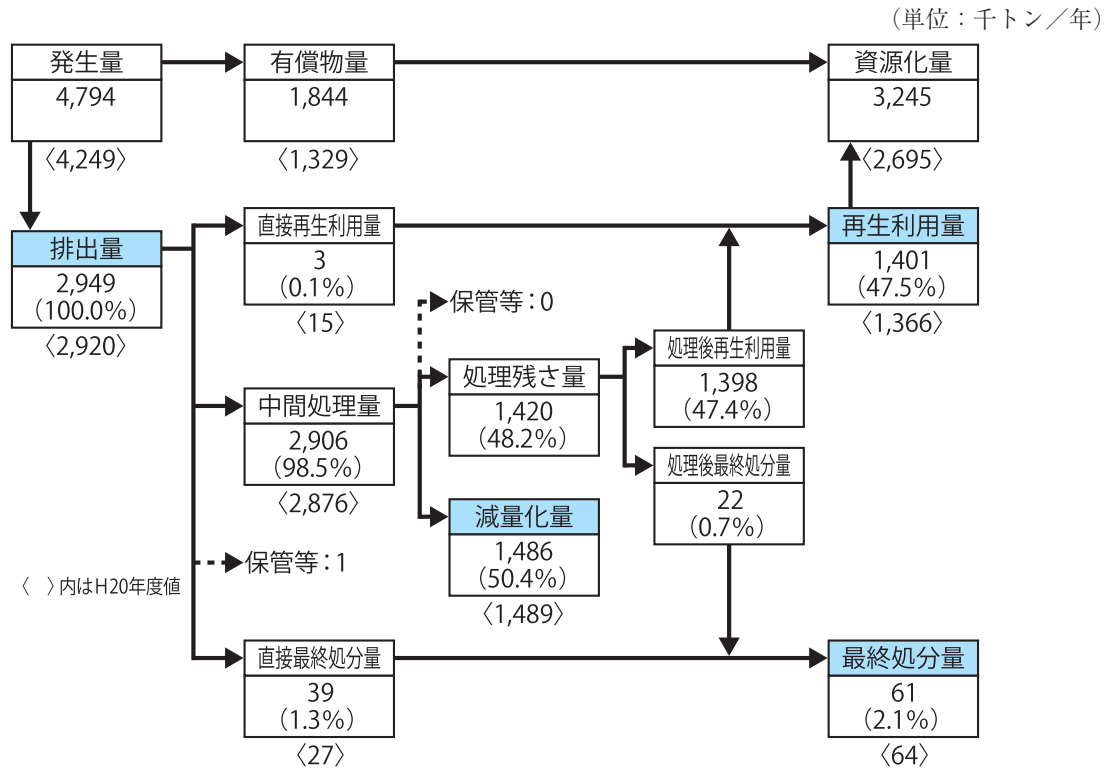 （単位：千トン／年）
発生量
4,794
〈4,249〉
有償物量
1,844
〈1,329〉
資源化量
3,245
〈2,695〉
排出量
2,949
（100.0%）
〈2,920〉
直接再生利用量
3
（0.1%）
〈15〉
再生利用量
1,401
（47.5%）
〈1,366〉
保管等：0
中間処理量
2,906
（98.5%）
〈2,876〉
処理残さ量
1,420
（48.2%）
処理後再生利用量
1,398
（47.4%）
処理後最終処分量
22
（0.7%）
減量化量
1,486
（50.4%）
〈1,489〉
保管等：1
〈　〉内はH20年度値
直接最終処分量
39
（1.3%）
〈27〉
最終処分量
61
（2.1%）
〈64〉